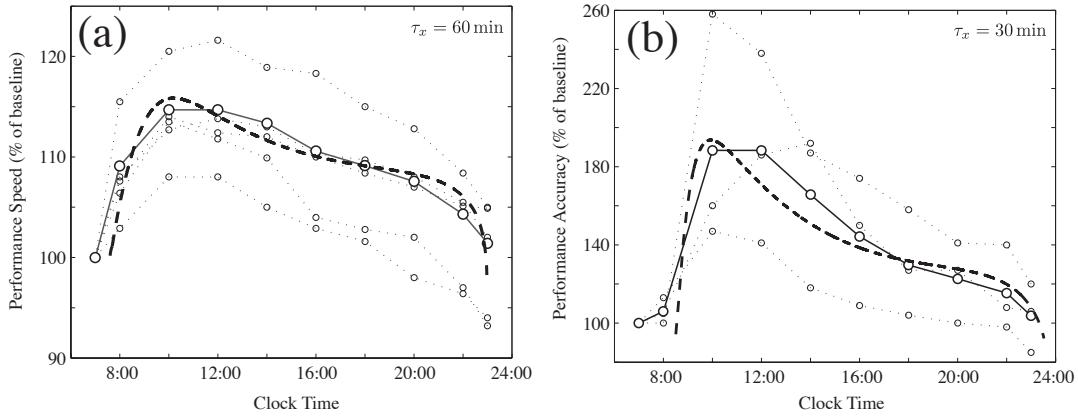 (a)
τx = 60 min
Performance Speed (% of baseline)
120
110
100
90
8:00 12:00 16:00 20:00 24:00
Clock Time
(b)
τx = 30 min
Performance Accuracy (% of baseline)
260
220
180
140
100
8:00 12:00 16:00 20:00 24:00
Clock Time